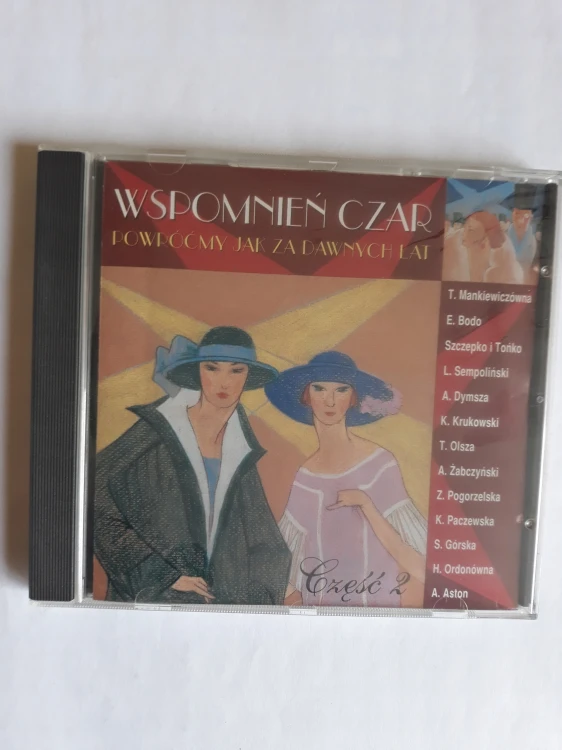 WSPOMNIEŃ CZAR
POWRÓĆMY JAK ZA DAWNYCH LAT
T. Mankiewiczówna
E. Bodo
Szczepko i Tońko
L. Sempoliński
A. Dymsza
K. Krukowski
T. Olsza
A. Żabczyński
Z. Pogorzelska
K. Paczewska
S. Górska
H. Ordonówna
A. Aston
Część 2